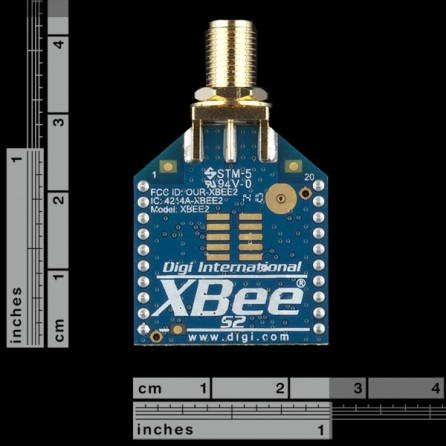 4
3
2
1
1
inches
cm
STM-5
94V-0
1
20
FCC ID: OUR-XBEE2
IC: 4214A-XBEE2
Model: XBEE2
Digi International
XBee®
S2
www.digi.com
cm 1 2 3 4
inches 1